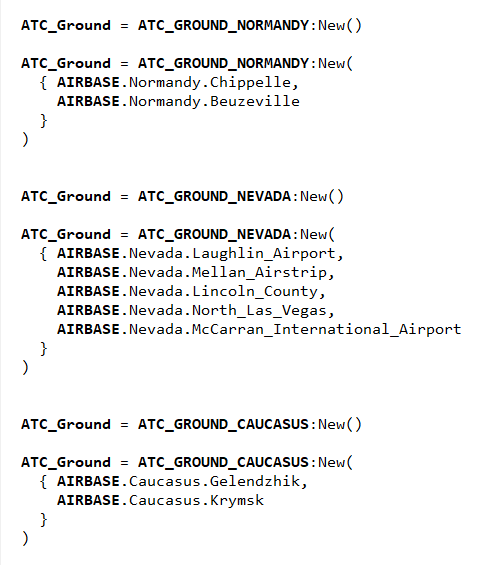 ATC_Ground = ATC_GROUND_NORMANDY:New()
ATC_Ground = ATC_GROUND_NORMANDY:New(
{ AIRBASE.Normandy.Chippelle,
AIRBASE.Normandy.Beuzeville
}
)
ATC_Ground = ATC_GROUND_NEVADA:New()
ATC_Ground = ATC_GROUND_NEVADA:New(
{ AIRBASE.Nevada.Laughlin_Airport,
AIRBASE.Nevada.Mellan_Airstrip,
AIRBASE.Nevada.Lincoln_County,
AIRBASE.Nevada.North_Las_Vegas,
AIRBASE.Nevada.McCarran_International_Airport
}
)
ATC_Ground = ATC_GROUND_CAUCASUS:New()
ATC_Ground = ATC_GROUND_CAUCASUS:New(
{ AIRBASE.Caucasus.Gelendzhik,
AIRBASE.Caucasus.Krymsk
}
)